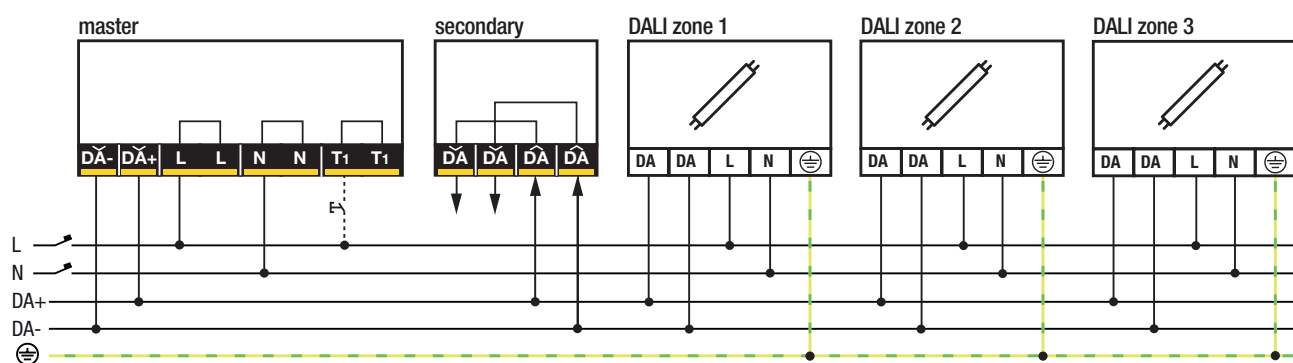 master secondary DALI zone 1 DALI zone 2 DALI zone 3
DA- DA+ L L N N T1 T1 DA DA DA DA DA DA L N DA DA L N DA DA L N
L
N
DA+
DA-